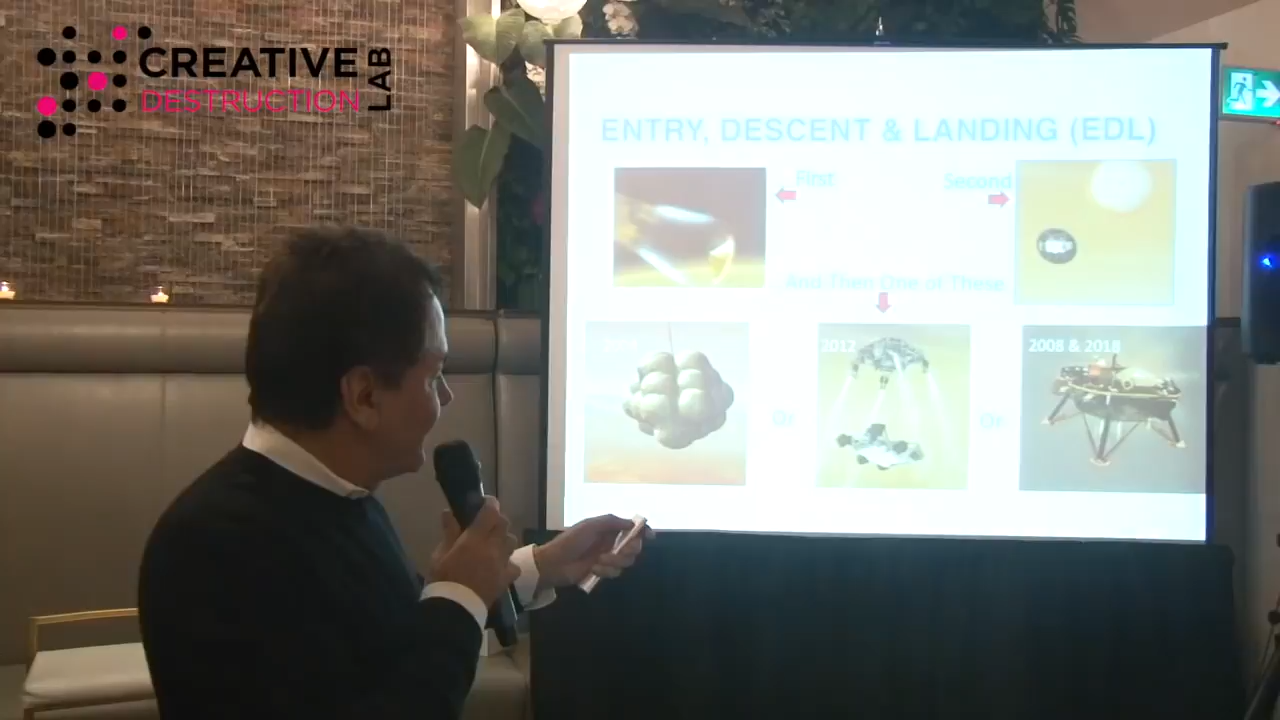 CREATIVE
DESTRUCTION
LAB
ENTRY, DESCENT & LANDING (EDL)
First
Second
And Then One of These
2012
2008 & 2018
Or
Or